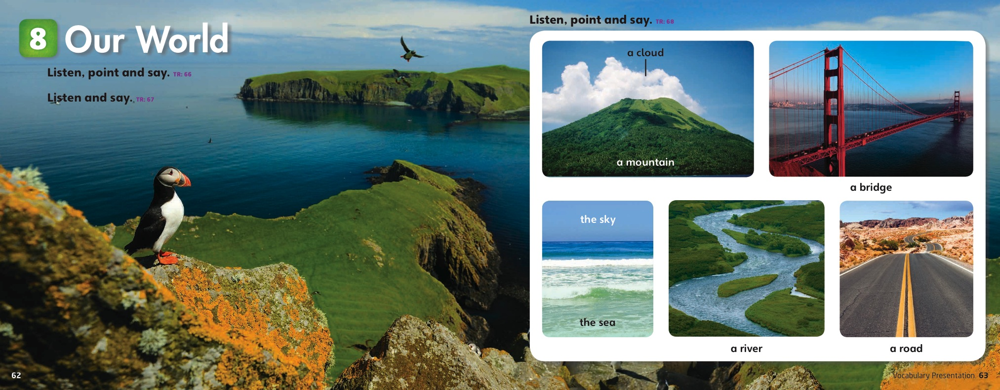 8 Our World
Listen, point and say. TR: 66
Listen and say. TR: 67
62
Listen, point and say. TR: 68
a cloud
a mountain
a bridge
the sky
the sea
a river
a road
Vocabulary Presentation 63